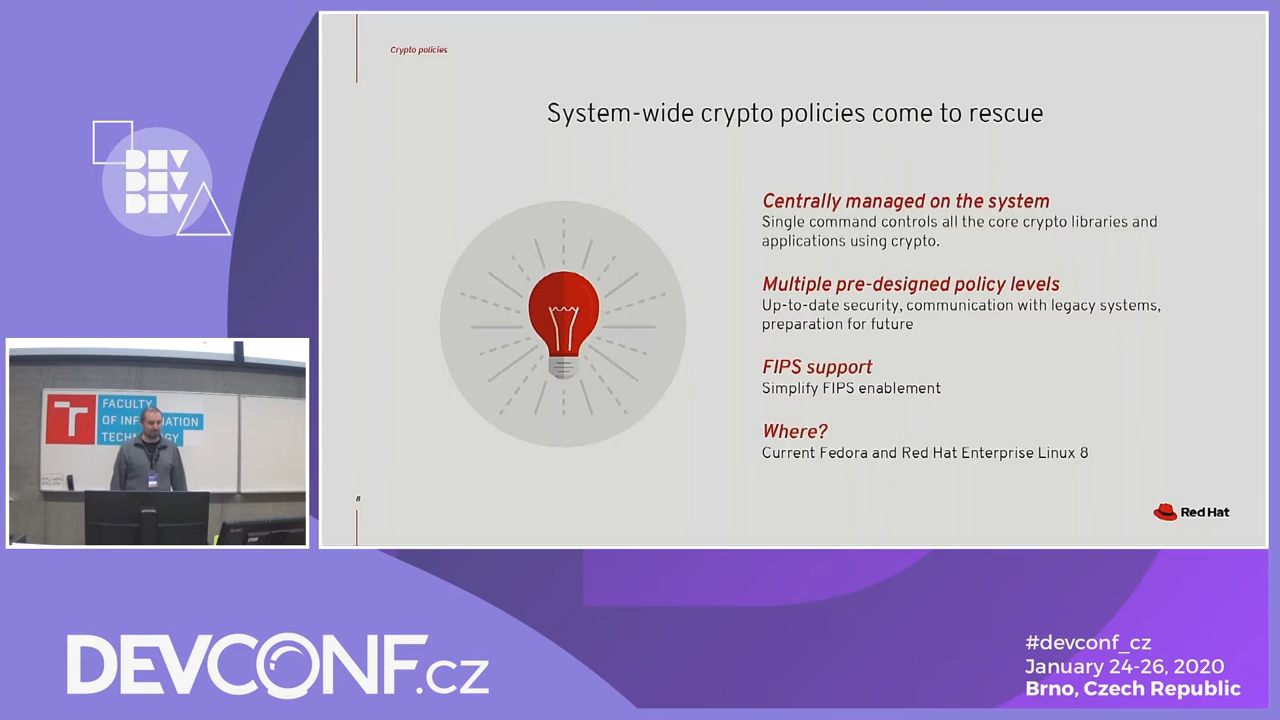 Crypto policies
System-wide crypto policies come to rescue
Centrally managed on the system
Single command controls all the core crypto libraries and
applications using crypto.
Multiple pre-designed policy levels
Up-to-date security, communication with legacy systems,
preparation for future
FIPS support
Simplify FIPS enablement
Where?
Current Fedora and Red Hat Enterprise Linux 8
8
Red Hat
DEV
DEV
DEV
T
FACULTY
OF INF ATION
TECHN GY
DEVCONF.cz
#devconf_cz
January 24-26, 2020
Brno, Czech Republic